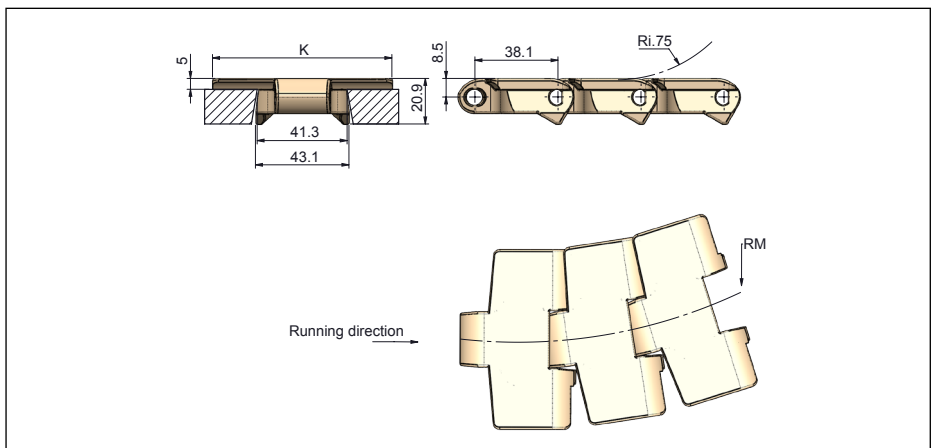 K
5
20.9
41.3
43.1
8.5
38.1
Ri.75
RM
Running direction